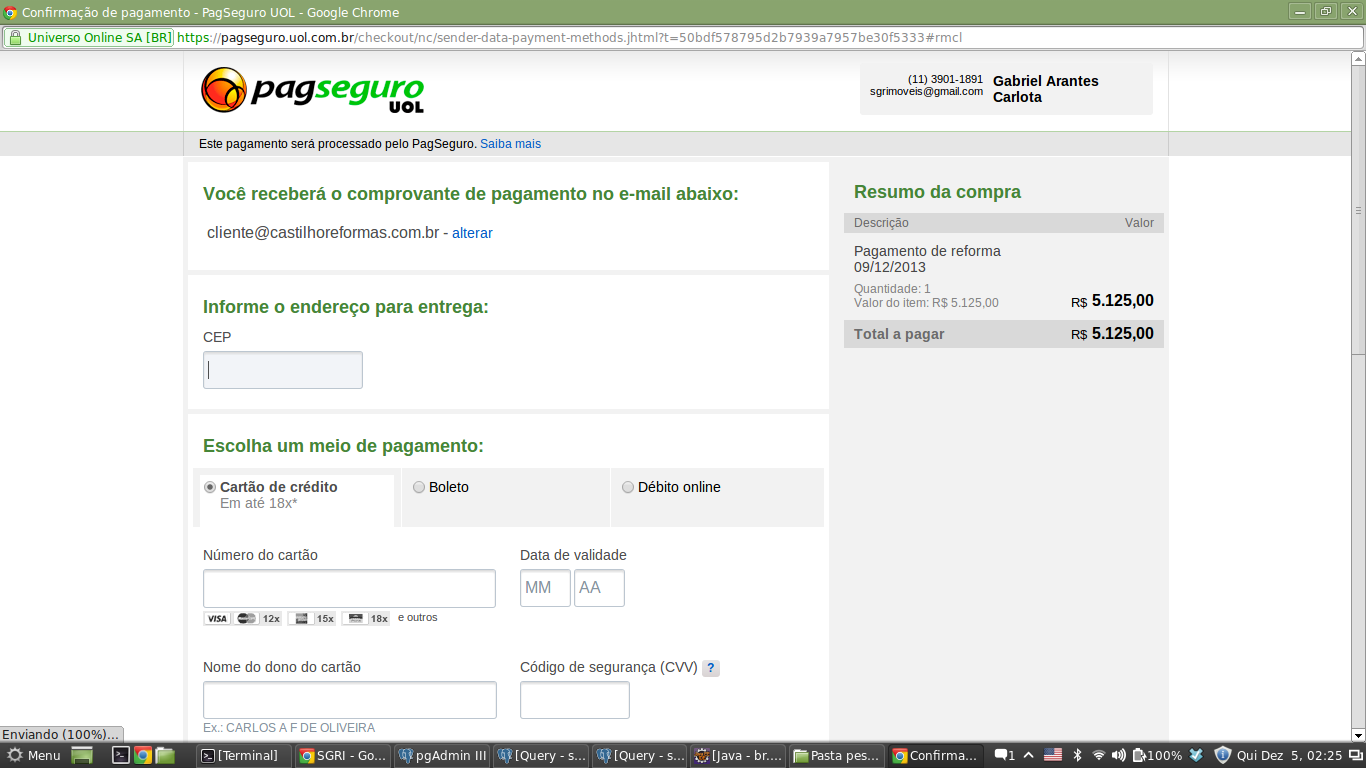 Confirmação de pagamento - PagSeguro UOL - Google Chrome
Universo Online SA [BR] https://pagseguro.uol.com.br/checkout/nc/sender-data-payment-methods.jhtml?t=50bdf578795d2b7939a7957be30f5333#rmcl
pagseguro
UOL
(11) 3901-1891
sgrimoveis@gmail.com
Gabriel Arantes
Carlota
Este pagamento será processado pelo PagSeguro. Saiba mais
Você receberá o comprovante de pagamento no e-mail abaixo:
cliente@castilhoreformas.com.br - alterar
Informe o endereço para entrega:
CEP
Escolha um meio de pagamento:
Cartão de crédito
Em até 18x*
Boleto
Débito online
Número do cartão
Data de validade
MM AA
VISA 12x 15x 18x e outros
Nome do dono do cartão
Código de segurança (CVV) ?
Ex.: CARLOS A F DE OLIVEIRA
Resumo da compra
Descrição Valor
Pagamento de reforma
09/12/2013
Quantidade: 1
Valor do item: R$ 5.125,00
R$ 5.125,00
Total a pagar R$ 5.125,00
Enviando (100%)...
Menu [Terminal] SGRI - Go... pgAdmin III [Query - s... [Query - s... [Java - br.... Pasta pes... Confirma... 1 100% Qui Dez 5, 02:25